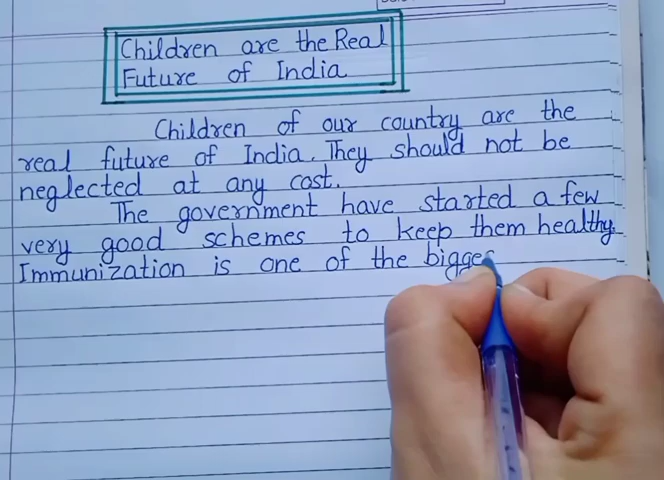 Children are the Real
Future of India
Children of our country are the
real future of India. They should not be
neglected at any cost.
The government have started a few
very good schemes to keep them healthy.
Immunization is one of the bigges